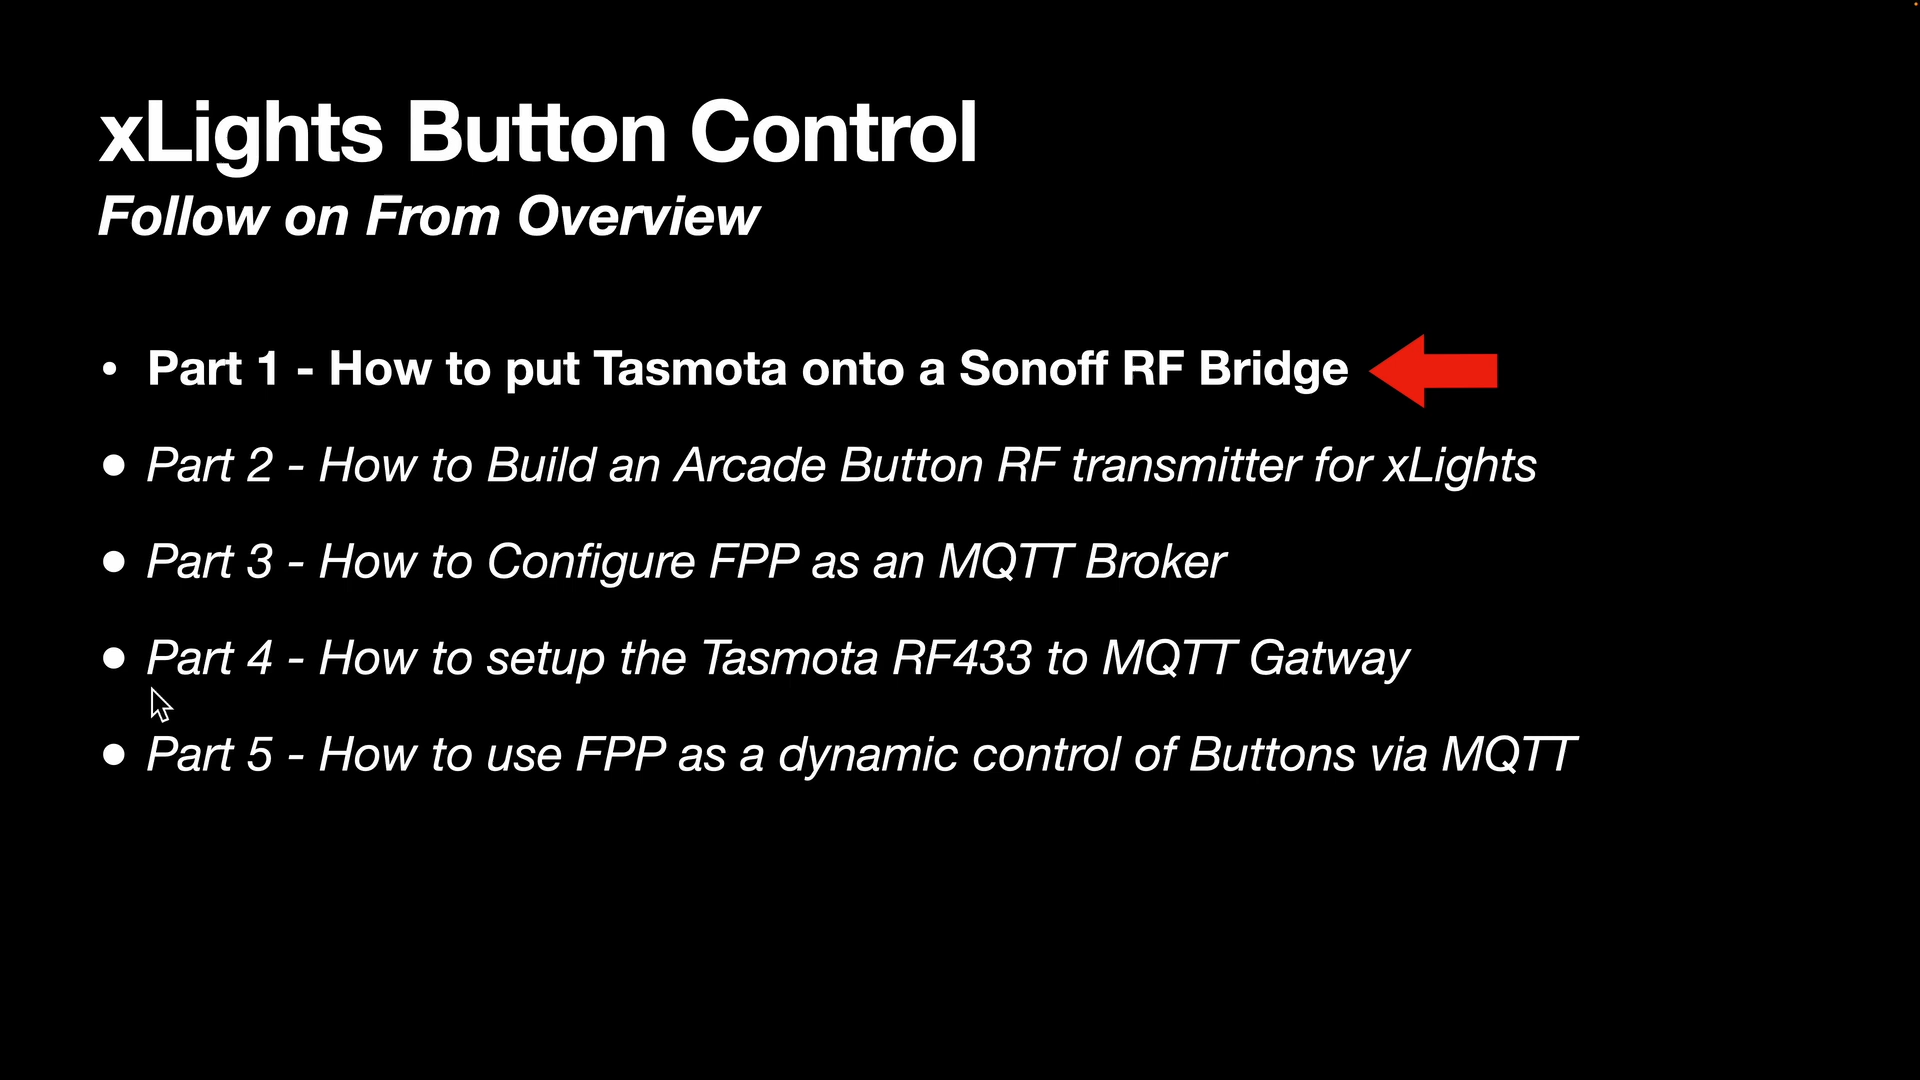 xLights Button Control
Follow on From Overview
• Part 1 - How to put Tasmota onto a Sonoff RF Bridge
• Part 2 - How to Build an Arcade Button RF transmitter for xLights
• Part 3 - How to Configure FPP as an MQTT Broker
• Part 4 - How to setup the Tasmota RF433 to MQTT Gatway
• Part 5 - How to use FPP as a dynamic control of Buttons via MQTT